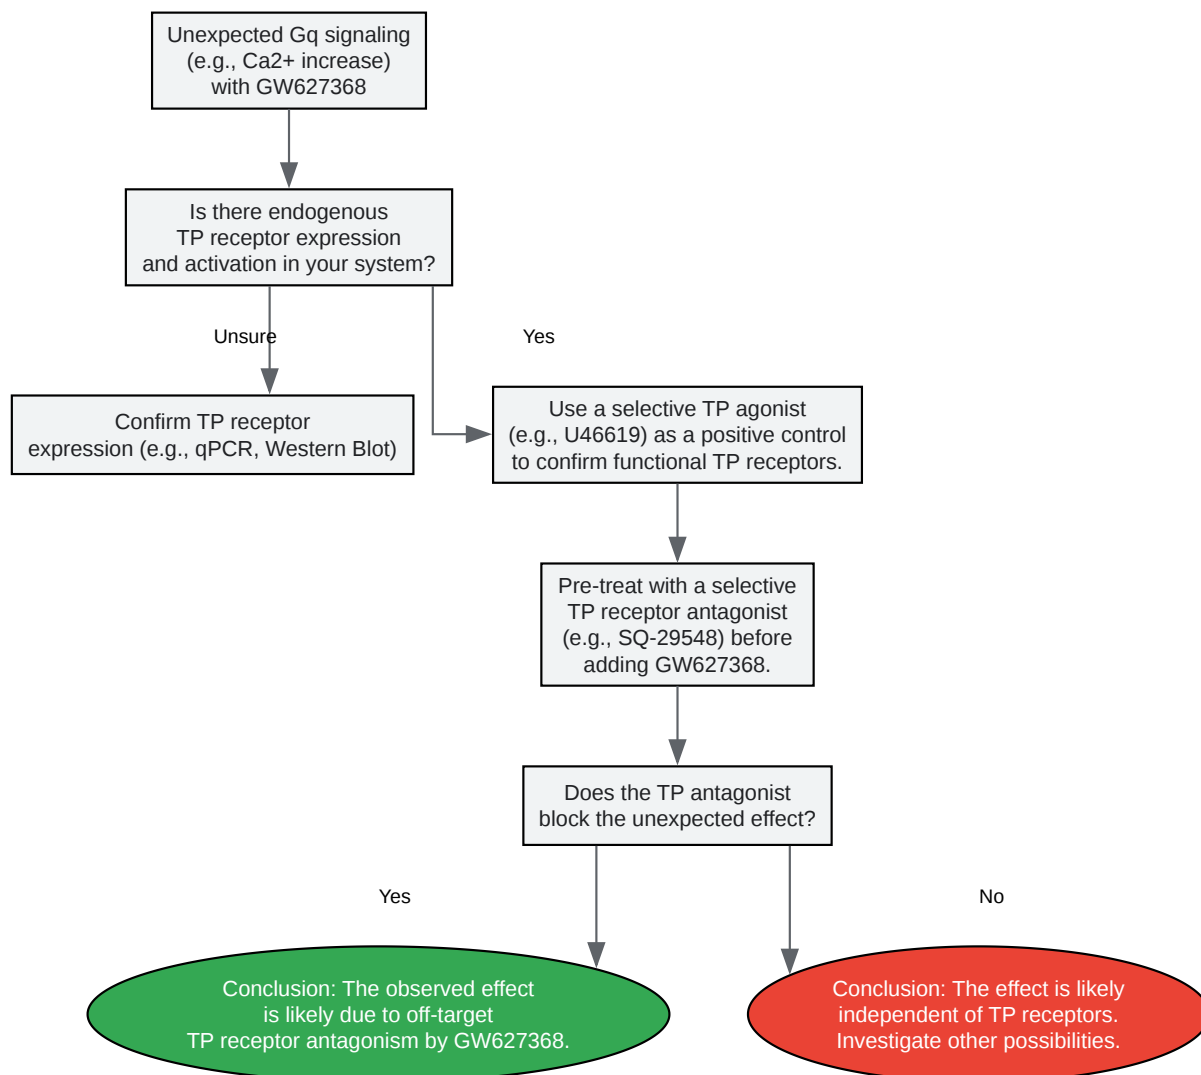 Unexpected Gq signaling
(e.g., Ca2+ increase)
with GW627368
Is there endogenous
TP receptor expression
and activation in your system?
Unsure
Yes
Confirm TP receptor
expression (e.g., qPCR, Western Blot)
Use a selective TP agonist
(e.g., U46619) as a positive control
to confirm functional TP receptors.
Pre-treat with a selective
TP receptor antagonist
(e.g., SQ-29548) before
adding GW627368.
Does the TP antagonist
block the unexpected effect?
Yes
No
Conclusion: The observed effect
is likely due to off-target
TP receptor antagonism by GW627368.
Conclusion: The effect is likely
independent of TP receptors.
Investigate other possibilities.